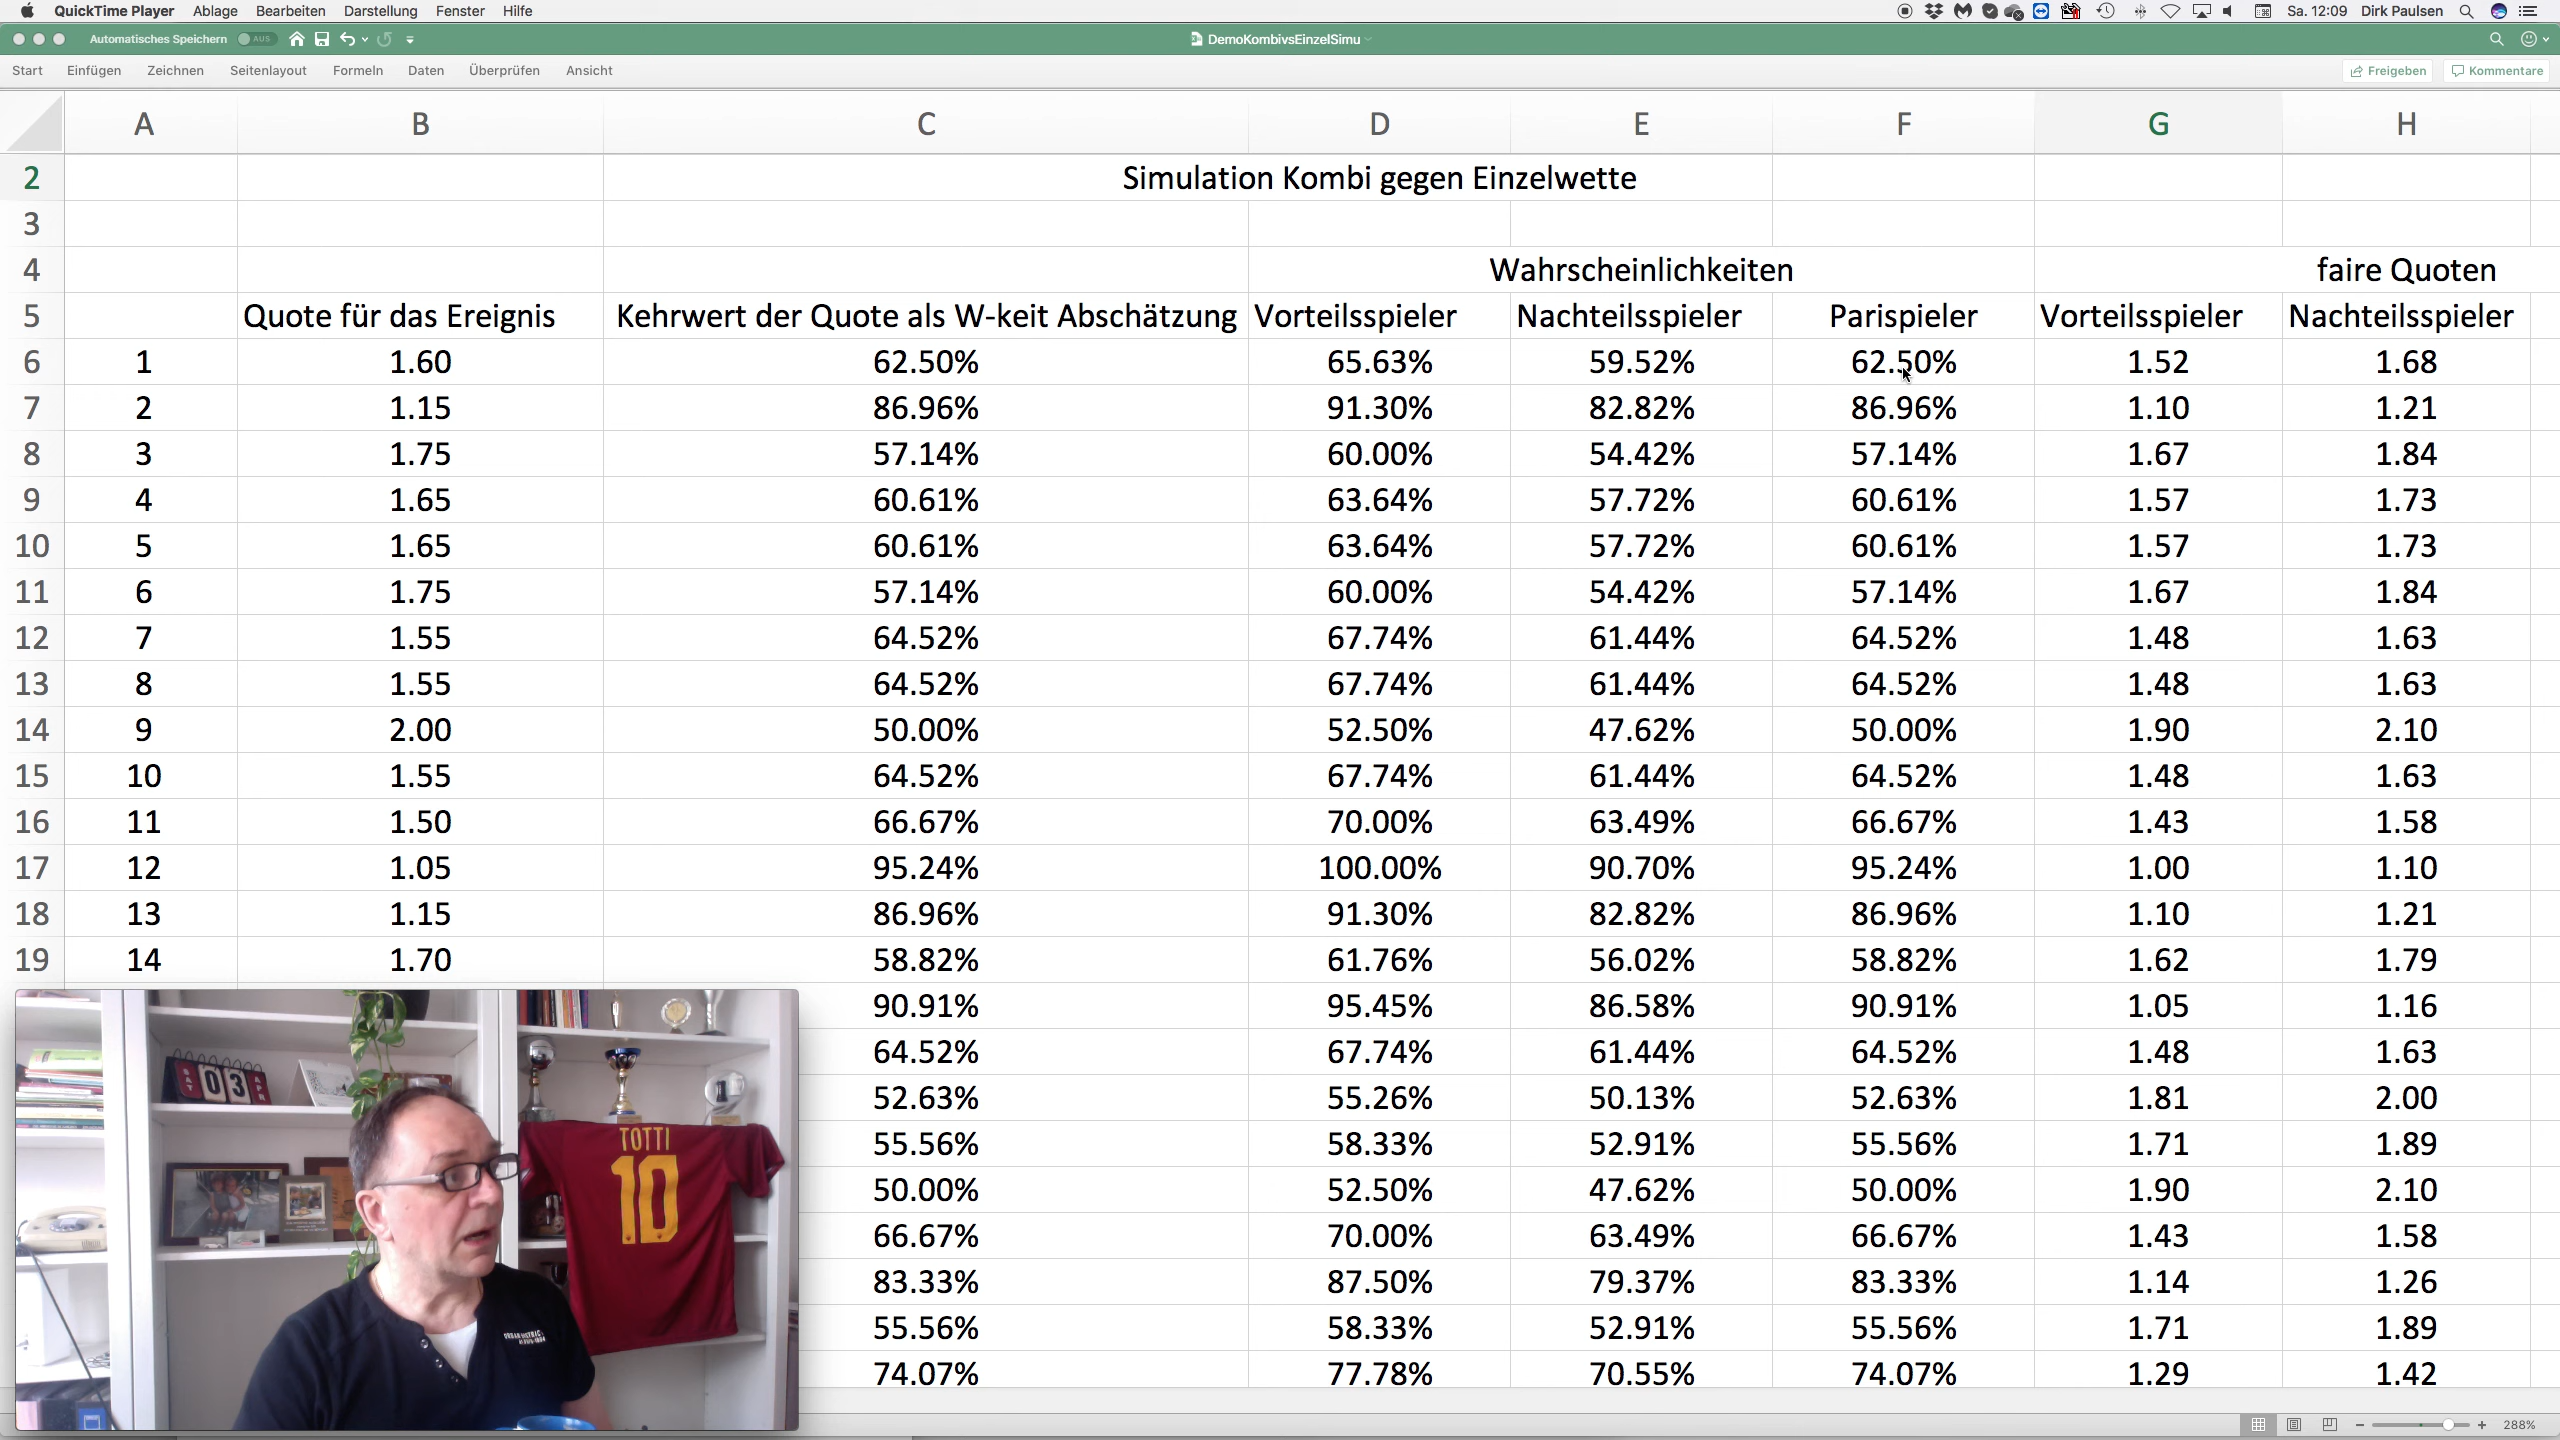 QuickTime Player Ablage Bearbeiten Darstellung Fenster Hilfe Sa. 12:09 Dirk Paulsen
Automatisches Speichern AUS DemoKombivsEinzelSimu
Start Einfügen Zeichnen Seitenlayout Formeln Daten Überprüfen Ansicht Freigeben Kommentare
A B C D E F G H
2 Simulation Kombi gegen Einzelwette
3
4 Wahrscheinlichkeiten faire Quoten
5 Quote für das Ereignis Kehrwert der Quote als W-keit Abschätzung Vorteilsspieler Nachteilsspieler Parispieler Vorteilsspieler Nachteilsspieler
6 1 1.60 62.50% 65.63% 59.52% 62.50% 1.52 1.68
7 2 1.15 86.96% 91.30% 82.82% 86.96% 1.10 1.21
8 3 1.75 57.14% 60.00% 54.42% 57.14% 1.67 1.84
9 4 1.65 60.61% 63.64% 57.72% 60.61% 1.57 1.73
10 5 1.65 60.61% 63.64% 57.72% 60.61% 1.57 1.73
11 6 1.75 57.14% 60.00% 54.42% 57.14% 1.67 1.84
12 7 1.55 64.52% 67.74% 61.44% 64.52% 1.48 1.63
13 8 1.55 64.52% 67.74% 61.44% 64.52% 1.48 1.63
14 9 2.00 50.00% 52.50% 47.62% 50.00% 1.90 2.10
15 10 1.55 64.52% 67.74% 61.44% 64.52% 1.48 1.63
16 11 1.50 66.67% 70.00% 63.49% 66.67% 1.43 1.58
17 12 1.05 95.24% 100.00% 90.70% 95.24% 1.00 1.10
18 13 1.15 86.96% 91.30% 82.82% 86.96% 1.10 1.21
19 14 1.70 58.82% 61.76% 56.02% 58.82% 1.62 1.79
90.91% 95.45% 86.58% 90.91% 1.05 1.16
64.52% 67.74% 61.44% 64.52% 1.48 1.63
52.63% 55.26% 50.13% 52.63% 1.81 2.00
55.56% 58.33% 52.91% 55.56% 1.71 1.89
50.00% 52.50% 47.62% 50.00% 1.90 2.10
66.67% 70.00% 63.49% 66.67% 1.43 1.58
83.33% 87.50% 79.37% 83.33% 1.14 1.26
55.56% 58.33% 52.91% 55.56% 1.71 1.89
74.07% 77.78% 70.55% 74.07% 1.29 1.42
SAT 03 APR
TOTTI
10
288%